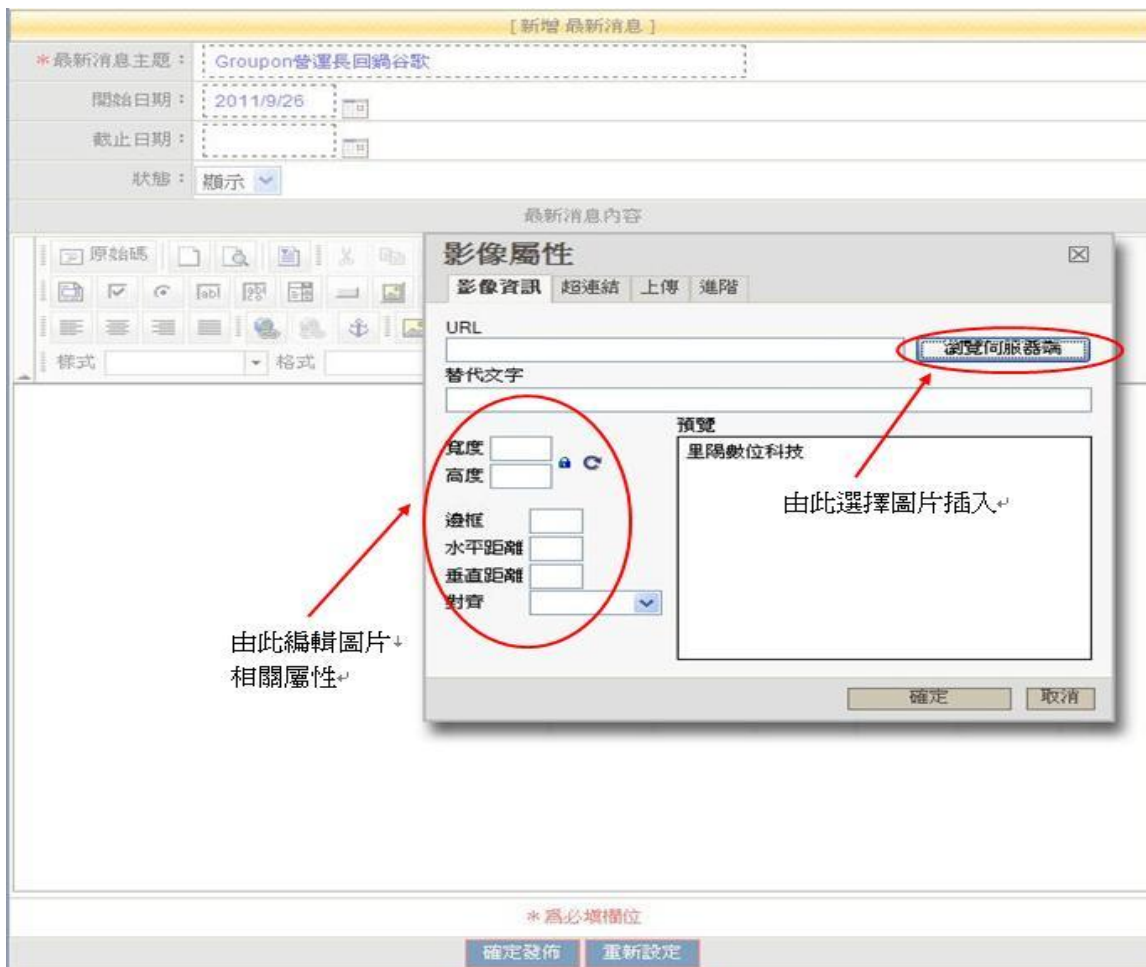 [ 新增 最新消息 ]
*最新消息主題：
Groupon營運長回鍋谷歌
開始日期：
2011/9/26
截止日期：
狀態：
顯示
最新消息內容
原始碼
樣式
格式
影像屬性
影像資訊 超連結 上傳 進階
URL
瀏覽伺服器端
替代文字
寬度
高度
邊框
水平距離
垂直距離
對齊
預覽
里陽數位科技
由此選擇圖片插入
由此編輯圖片
相關屬性
確定 取消
*為必填欄位
確定發佈 重新設定